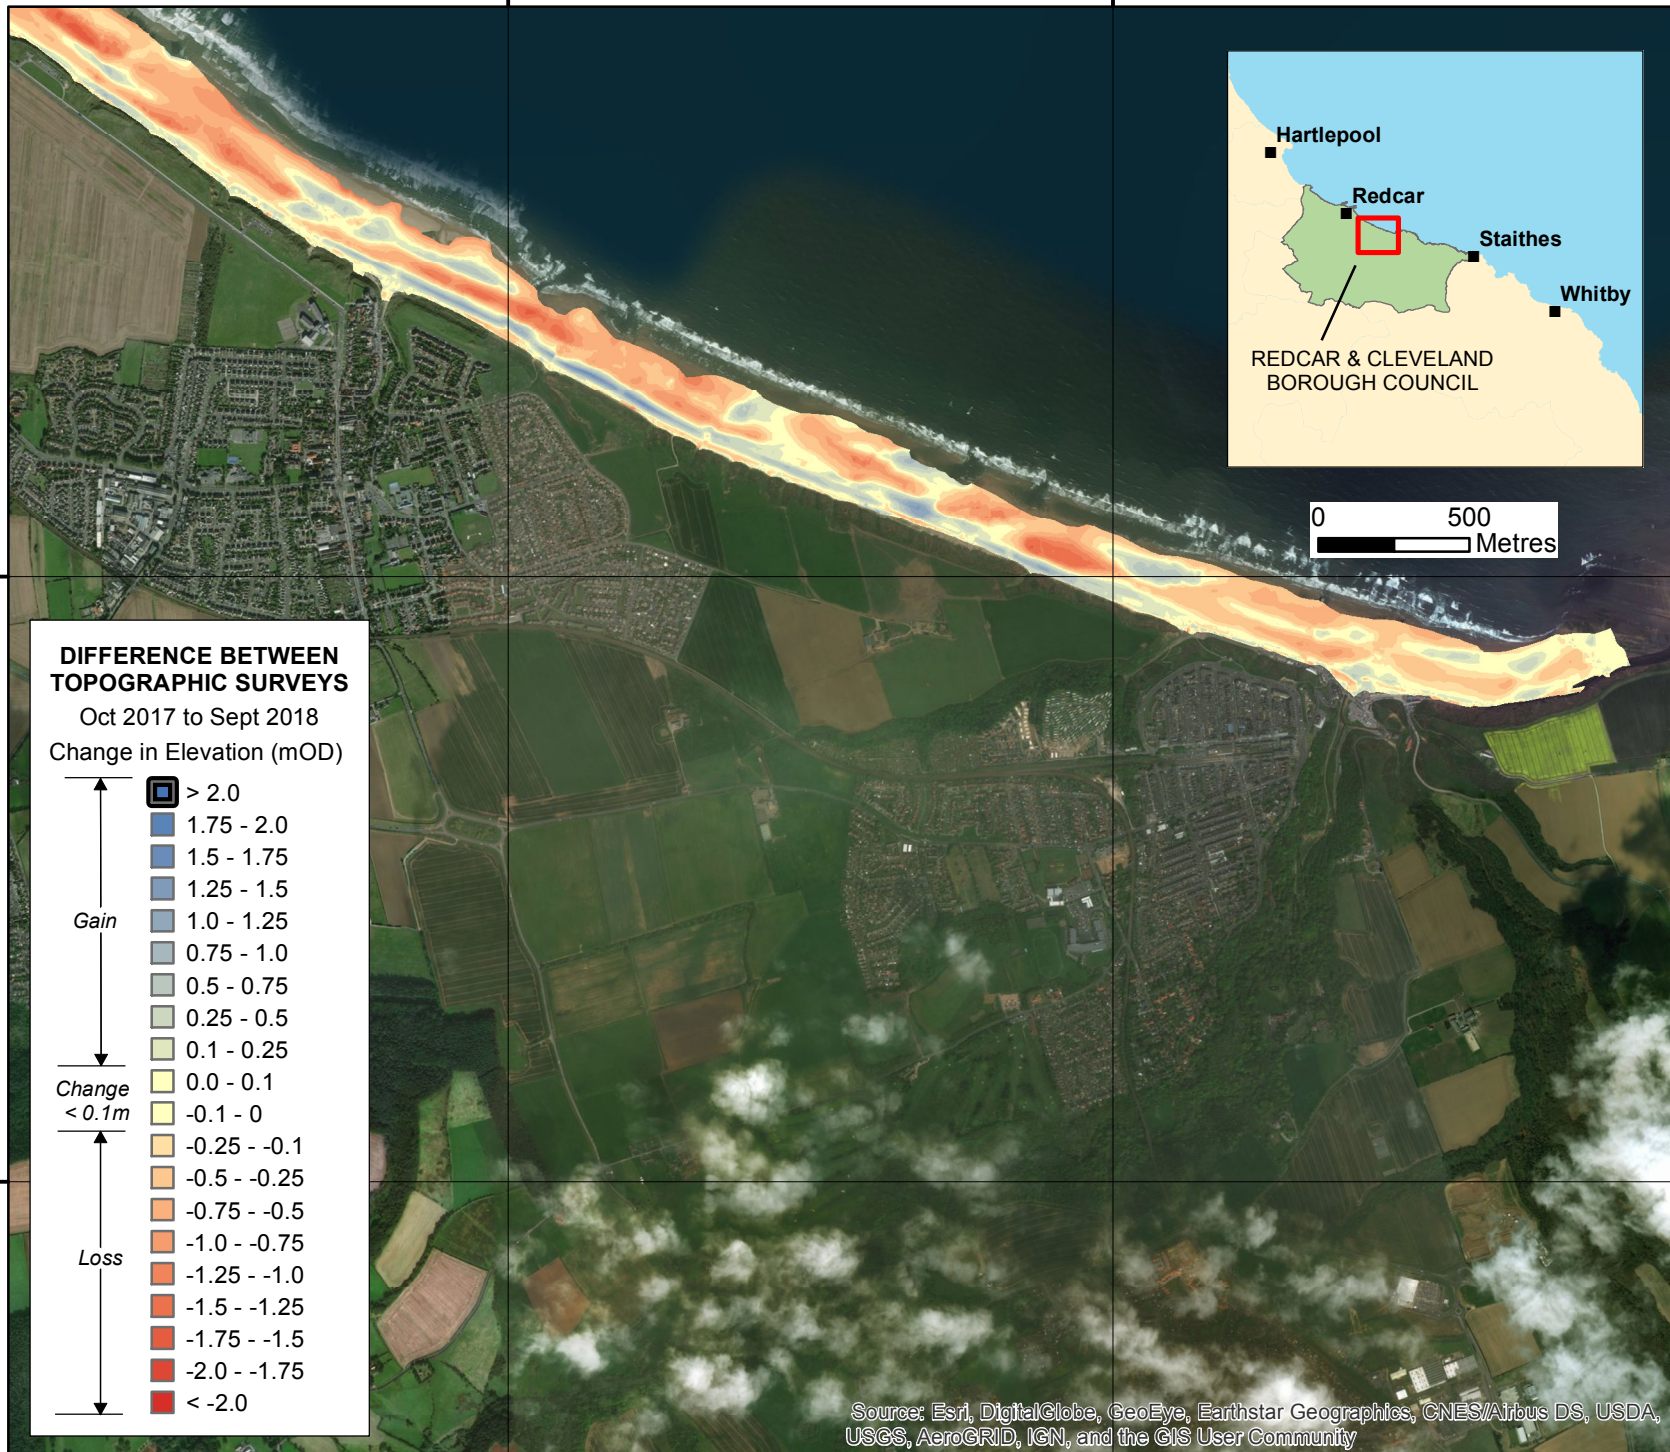 Hartlepool
Redcar
Staithes
Whitby
REDCAR & CLEVELAND
BOROUGH COUNCIL
0 500
Metres
DIFFERENCE BETWEEN
TOPOGRAPHIC SURVEYS
Oct 2017 to Sept 2018
Change in Elevation (mOD)
> 2.0
1.75 - 2.0
1.5 - 1.75
1.25 - 1.5
Gain
1.0 - 1.25
0.75 - 1.0
0.5 - 0.75
0.25 - 0.5
0.1 - 0.25
Change
< 0.1m
0.0 - 0.1
-0.1 - 0
-0.25 - -0.1
-0.5 - -0.25
-0.75 - -0.5
-1.0 - -0.75
Loss
-1.25 - -1.0
-1.5 - -1.25
-1.75 - -1.5
-2.0 - -1.75
< -2.0
Source: Esri, DigitalGlobe, GeoEye, Earthstar Geographics, CNES/Airbus DS, USDA,
USGS, AeroGRID, IGN, and the GIS User Community